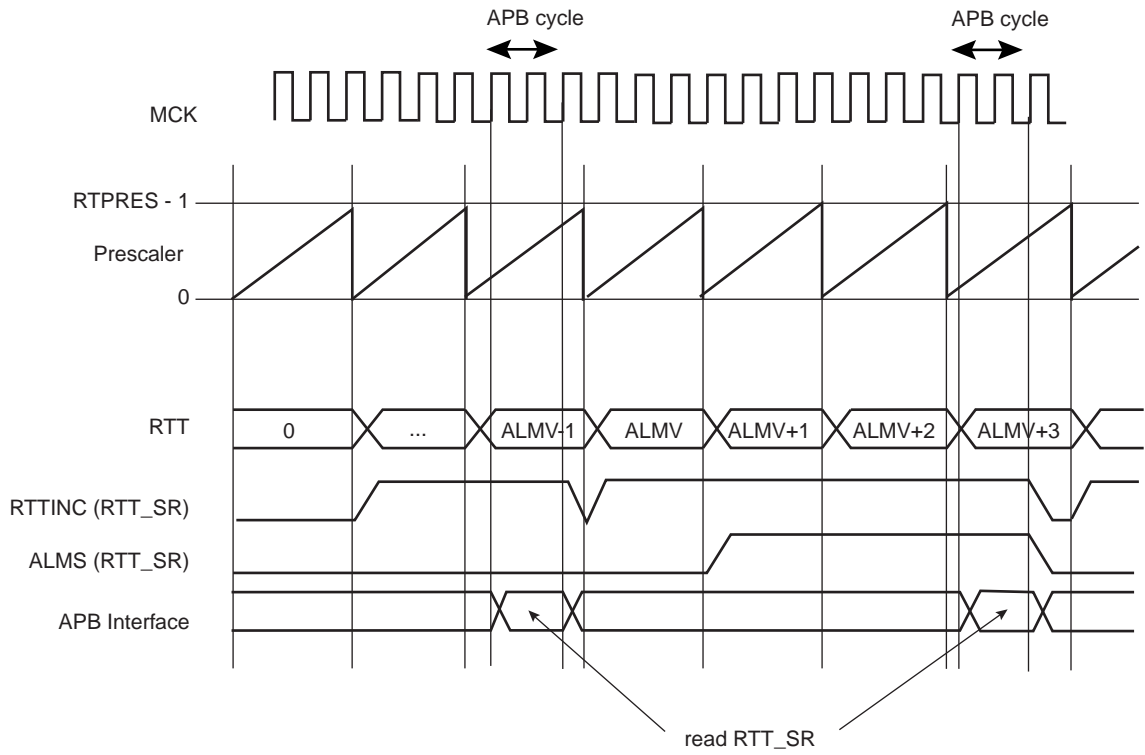 APB cycle APB cycle
MCK
RTPRES - 1
Prescaler
0
RTT 0 ... ALMV-1 ALMV ALMV+1 ALMV+2 ALMV+3
RTTINC (RTT_SR)
ALMS (RTT_SR)
APB Interface
read RTT_SR